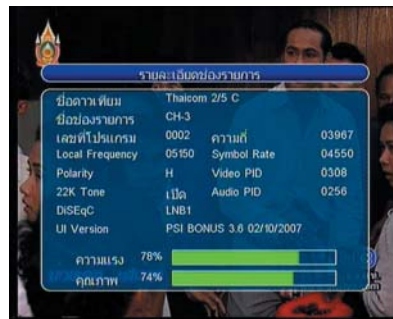 รายละเอียดช่องรายการ
ชื่อดาวเทียม Thaicom 2/5 C
ชื่อช่องรายการ CH-3
เลขที่โปรแกรม 0002 ความถี่ 03967
Local Frequency 05150 Symbol Rate 04550
Polarity H Video PID 0308
22K Tone เปิด Audio PID 0256
DiSEqC LNB1
UI Version PSI BONUS 3.6 02/10/2007
ความแรง 78%
คุณภาพ 74%